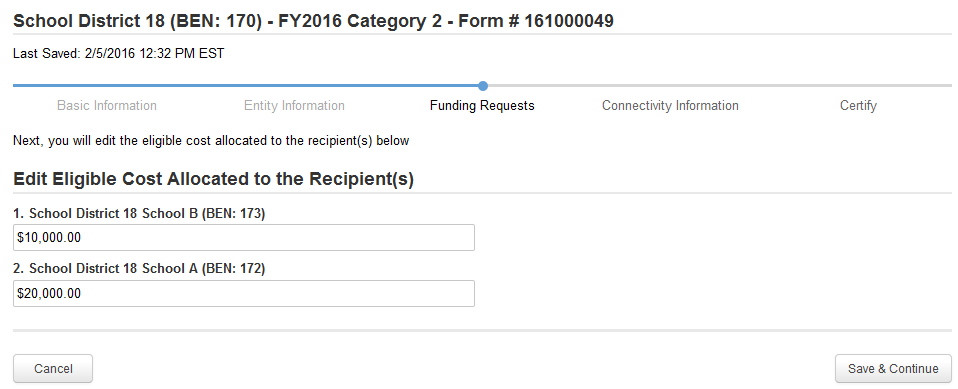 School District 18 (BEN: 170) - FY2016 Category 2 - Form # 161000049
Last Saved: 2/5/2016 12:32 PM EST
Basic Information Entity Information Funding Requests Connectivity Information Certify
Next, you will edit the eligible cost allocated to the recipient(s) below
Edit Eligible Cost Allocated to the Recipient(s)
1. School District 18 School B (BEN: 173)
$10,000.00
2. School District 18 School A (BEN: 172)
$20,000.00
Cancel Save & Continue